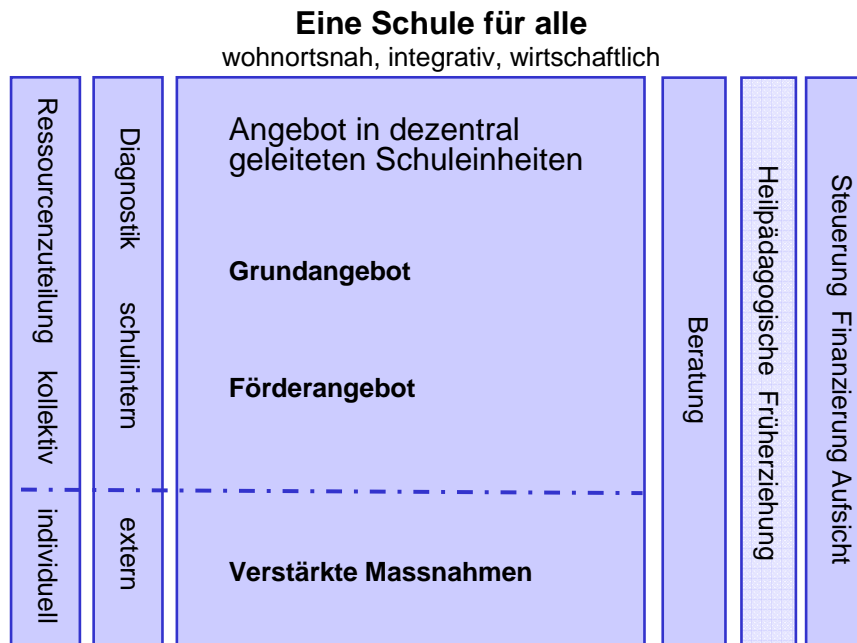 Eine Schule für alle
wohnortsnah, integrativ, wirtschaftlich
Ressourcenzuteilung kollektiv individuell
Diagnostik schulintern extern
Angebot in dezentral
geleiteten Schuleinheiten
Grundangebot
Förderangebot
Verstärkte Massnahmen
Beratung
Heilpädagogische Früherziehung
Steuerung Finanzierung Aufsicht